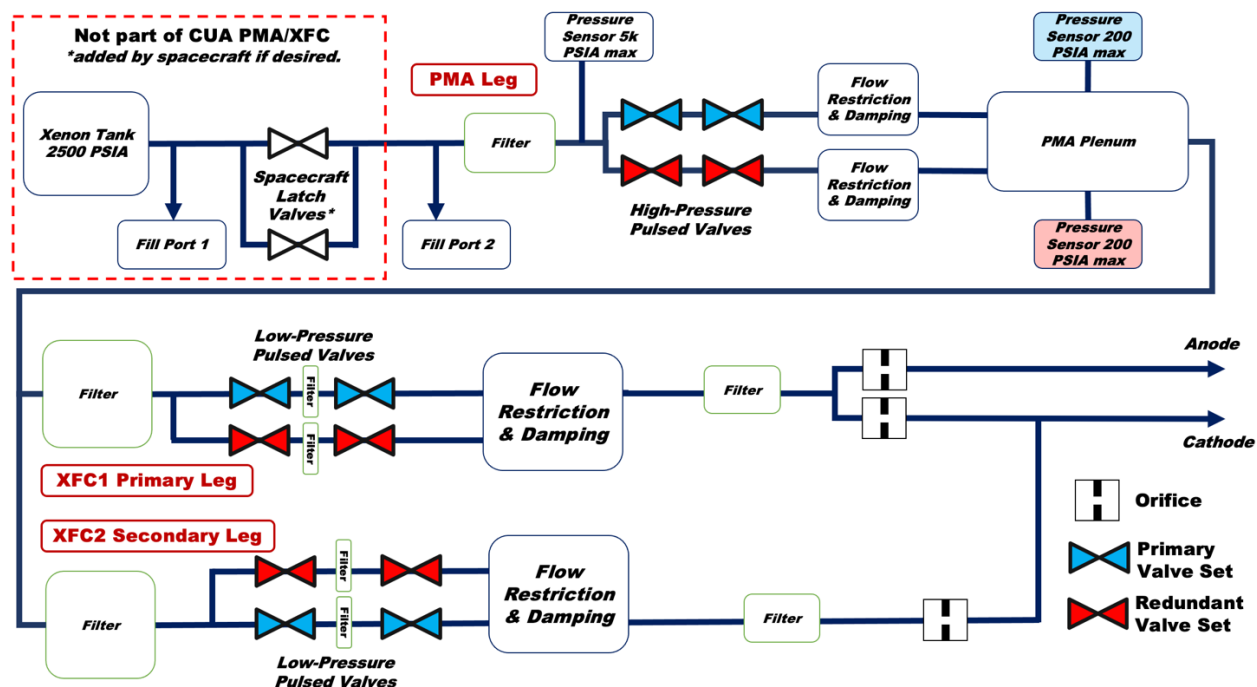 Not part of CUA PMA/XFC
*added by spacecraft if desired.
Xenon Tank
2500 PSIA
Spacecraft
Latch
Valves*
Fill Port 1
Fill Port 2
PMA Leg
Filter
Pressure
Sensor 5k
PSIA max
High-Pressure
Pulsed Valves
Flow
Restriction
& Damping
Flow
Restriction
& Damping
Pressure
Sensor 200
PSIA max
PMA Plenum
Pressure
Sensor 200
PSIA max
Filter
Low-Pressure
Pulsed Valves
Filter
Filter
Flow
Restriction
& Damping
Filter
Anode
Cathode
XFC1 Primary Leg
XFC2 Secondary Leg
Filter
Filter
Filter
Low-Pressure
Pulsed Valves
Flow
Restriction
& Damping
Filter
Orifice
Primary
Valve Set
Redundant
Valve Set